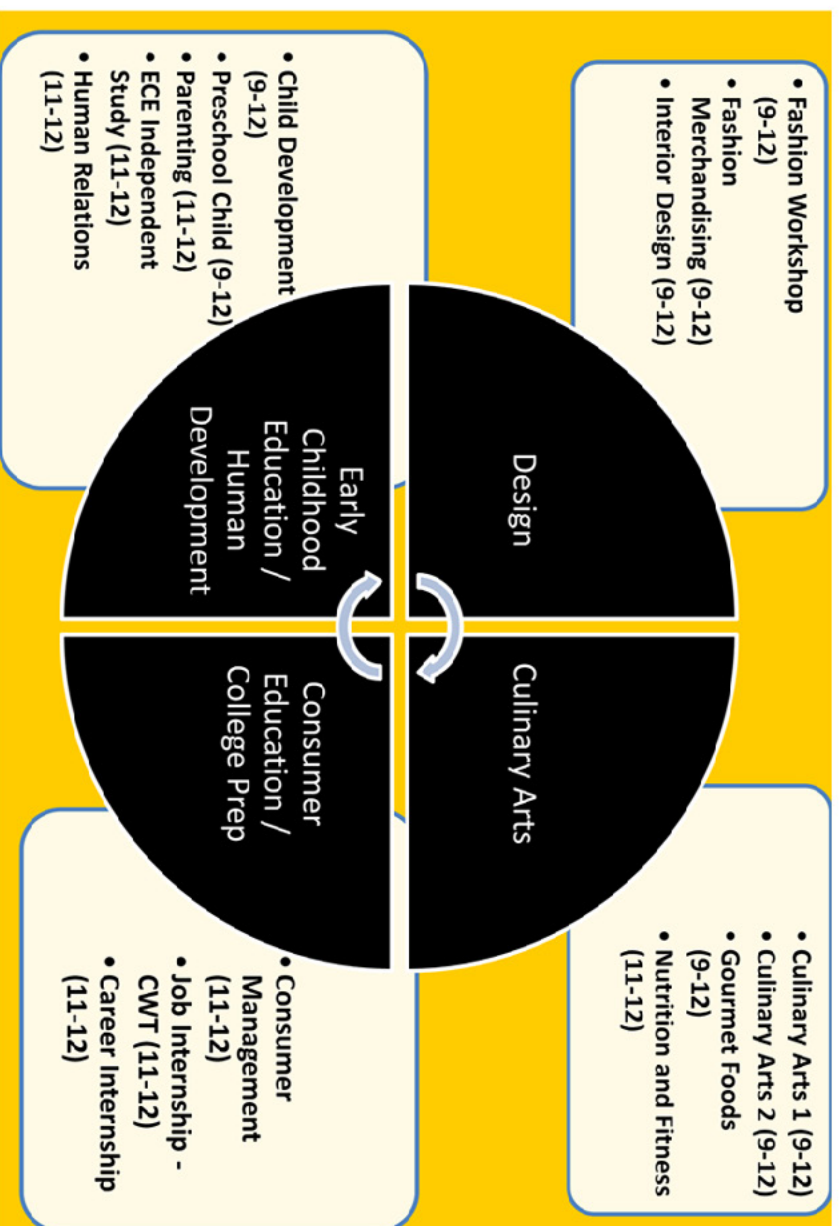 • Fashion Workshop
(9-12)
• Fashion
Merchandising (9-12)
• Interior Design (9-12)
Design
Culinary Arts
• Culinary Arts 1 (9-12)
• Culinary Arts 2 (9-12)
• Gourmet Foods
(9-12)
• Nutrition and Fitness
(11-12)
• Child Development
(9-12)
• Preschool Child (9-12)
• Parenting (11-12)
• ECE Independent
Study (11-12)
• Human Relations
(11-12)
Early
Childhood
Education /
Human
Development
Consumer
Education /
College Prep
• Consumer
Management
(11-12)
• Job Internship -
CWT (11-12)
• Career Internship
(11-12)